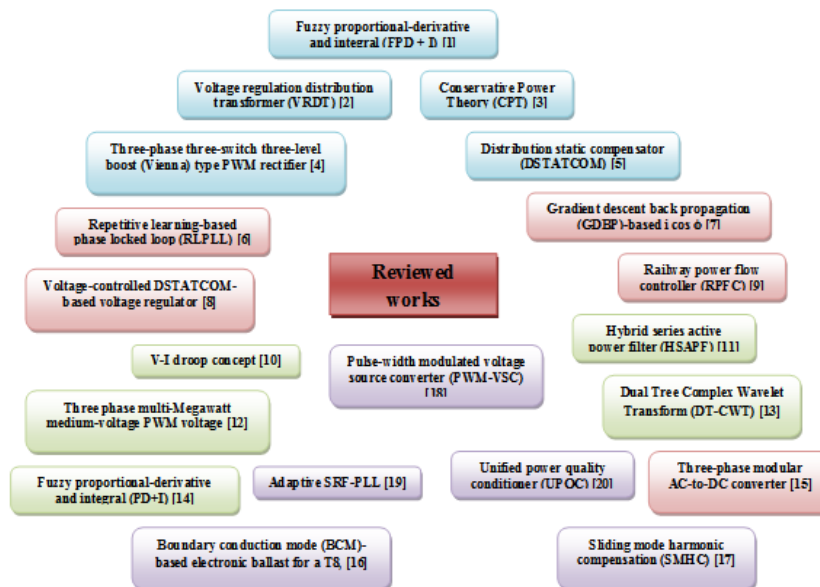 Fuzzy proportional-derivative
and integral (FPD + I) [1]
Voltage regulation distribution
transformer (VRDT) [2]
Conservative Power
Theory (CPT) [3]
Three-phase three-switch three-level
boost (Vienna) type PWM rectifier [4]
Distribution static compensator
(DSTATCOM) [5]
Repetitive learning-based
phase locked loop (RLPLL) [6]
Gradient descent back propagation
(GDBP)-based i cos ϕ [7]
Reviewed
works
Voltage-controlled DSTATCOM-
based voltage regulator [8]
Railway power flow
controller (RPFC) [9]
V-I droop concept [10]
Hybrid series active
power filter (HSAPF) [11]
Pulse-width modulated voltage
source converter (PWM-VSC)
[18]
Three phase multi-Megawatt
medium-voltage PWM voltage [12]
Dual Tree Complex Wavelet
Transform (DT-CWT) [13]
Fuzzy proportional-derivative
and integral (PD+I) [14]
Adaptive SRF-PLL [19]
Unified power quality
conditioner (UPQC) [20]
Three-phase modular
AC-to-DC converter [15]
Boundary conduction mode (BCM)-
based electronic ballast for a T8, [16]
Sliding mode harmonic
compensation (SMHC) [17]